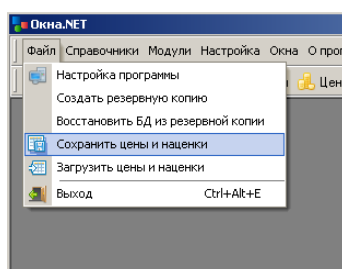 Окна.NET
Файл Справочники Модули Настройка Окна О
Цен
Настройка программы
Создать резервную копию
Восстановить БД из резервной копии
Сохранить цены и наценки
Загрузить цены и наценки
Выход Ctrl+Alt+E